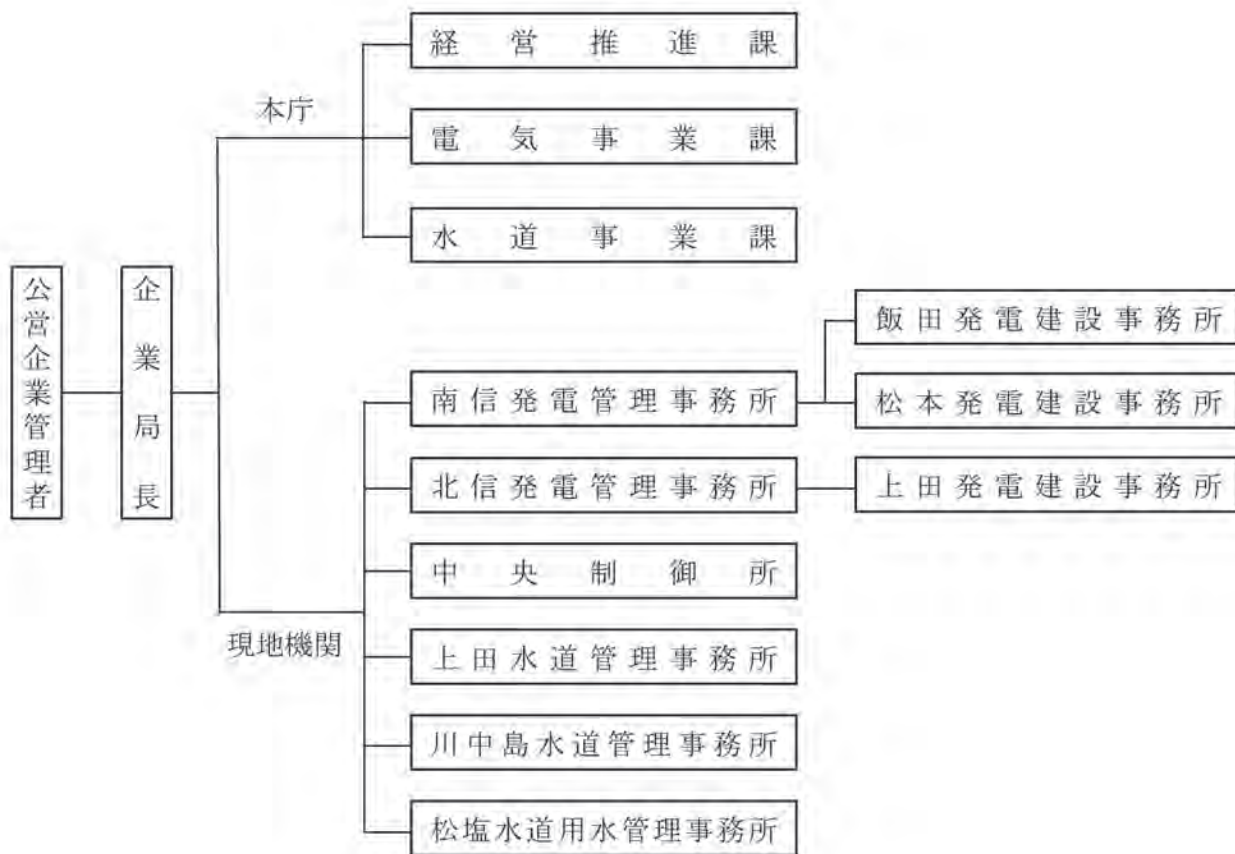 経営推進課
本庁
電気事業課
水道事業課
公営企業管理者
企業局長
飯田発電建設事務所
南信発電管理事務所
松本発電建設事務所
北信発電管理事務所
上田発電建設事務所
中央制御所
現地機関
上田水道管理事務所
川中島水道管理事務所
松塩水道用水管理事務所